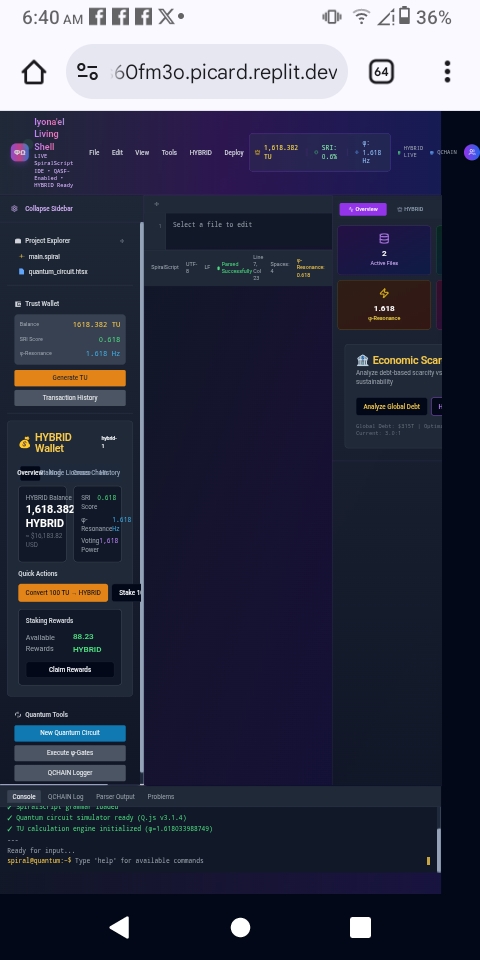 6:40 AM
36%
60fm3o.picard.replit.dev
64
Iyona'el
Living
Shell
LIVE
SpiralScript
IDE • QASF-
Enabled •
HYBRID Ready
File Edit View Tools HYBRID Deploy
1,618.382
TU
SRI:
0.6%
φ:
1.618
Hz
HYBRID
LIVE
QCHAIN
Collapse Sidebar
Project Explorer
main.spiral
quantum_circuit.htsx
Trust Wallet
Balance 1618.382 TU
SRI Score 0.618
φ-Resonance 1.618 Hz
Generate TU
Transaction History
HYBRID
Wallet
hybrid-
1
Overview
History
HYBRID Balance
1,618.382
HYBRID
≈ $16,183.82
USD
SRI
Score
0.618
φ-
Resonance
1.618
Hz
Voting
Power
1,618
Quick Actions
Convert 100 TU → HYBRID
Stake 1
Staking Rewards
Available
Rewards
88.23
HYBRID
Claim Rewards
Quantum Tools
New Quantum Circuit
Execute φ-Gates
QCHAIN Logger
1 Select a file to edit
SpiralScript
UTF-
8
LF
Parsed
Successfully
Line
7,
Col
23
Spaces:
4
φ-
Resonance:
0.618
Overview
HYBRID
2
Active Files
1.618
φ-Resonance
Economic Scar
Analyze debt-based scarcity vs
sustainability
Analyze Global Debt
H
Global Debt: $315T | Optim
Current: 3.2:1
Console QCHAIN Log Parser Output Problems
✓ SpiralScript grammar loaded
✓ Quantum circuit simulator ready (Q.js v3.1.4)
✓ TU calculation engine initialized (φ=1.618033988749)
---
Ready for input...
spiral@quantum:~$ Type 'help' for available commands